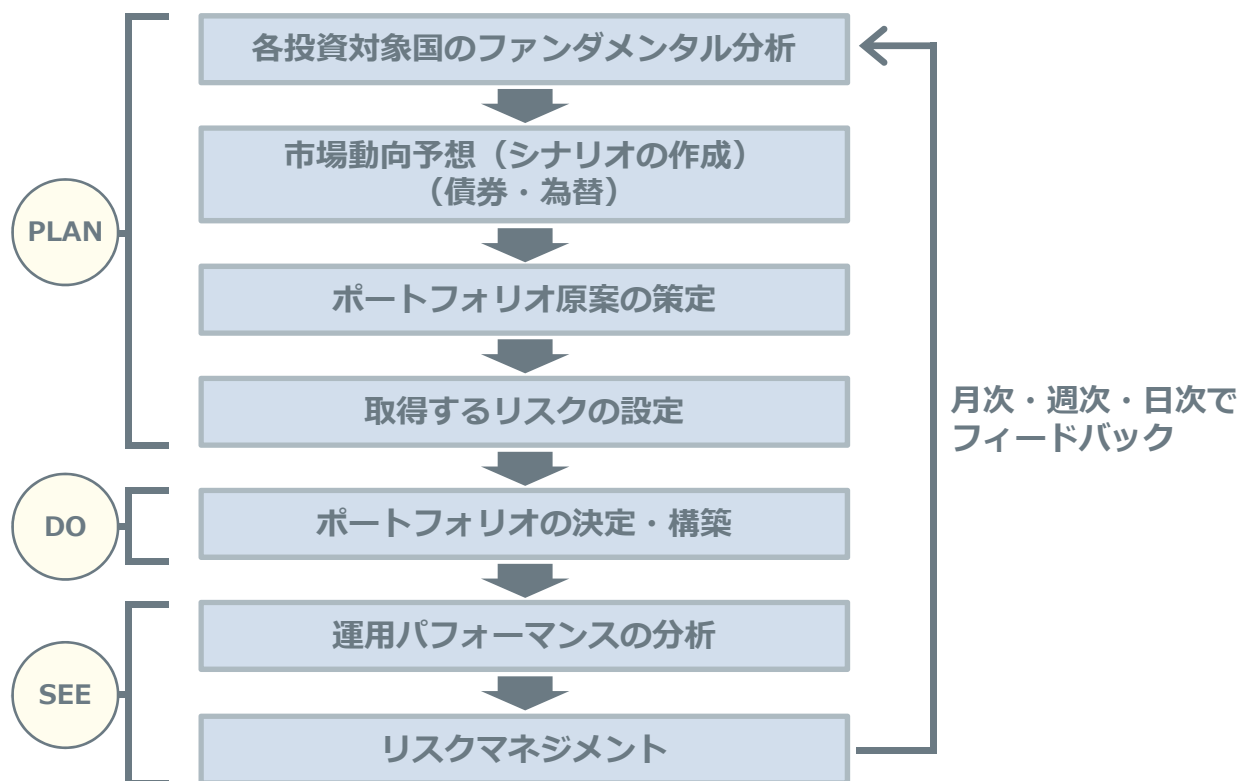 各投資対象国のファンダメンタル分析
市場動向予想（シナリオの作成）
（債券・為替）
PLAN
ポートフォリオ原案の策定
取得するリスクの設定
月次・週次・日次で
フィードバック
DO
ポートフォリオの決定・構築
運用パフォーマンスの分析
SEE
リスクマネジメント